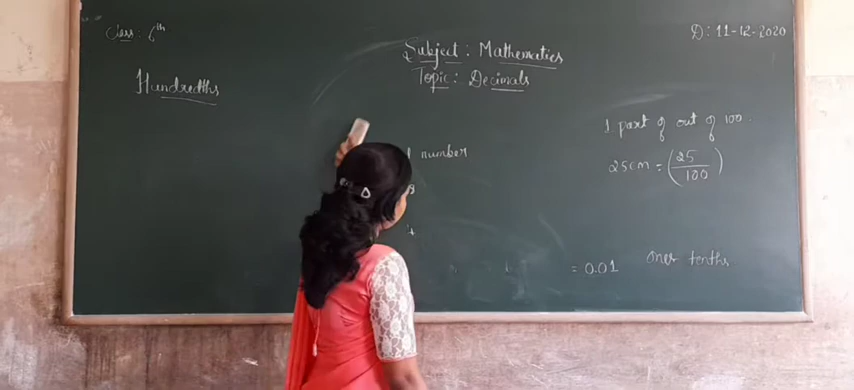 Class: 6th
Subject: Mathematics
D: 11-12-2020
Topic: Decimals
Hundredths
1 part of out of 100.
number
25cm = (25/100)
= 0.01 Ones tenths